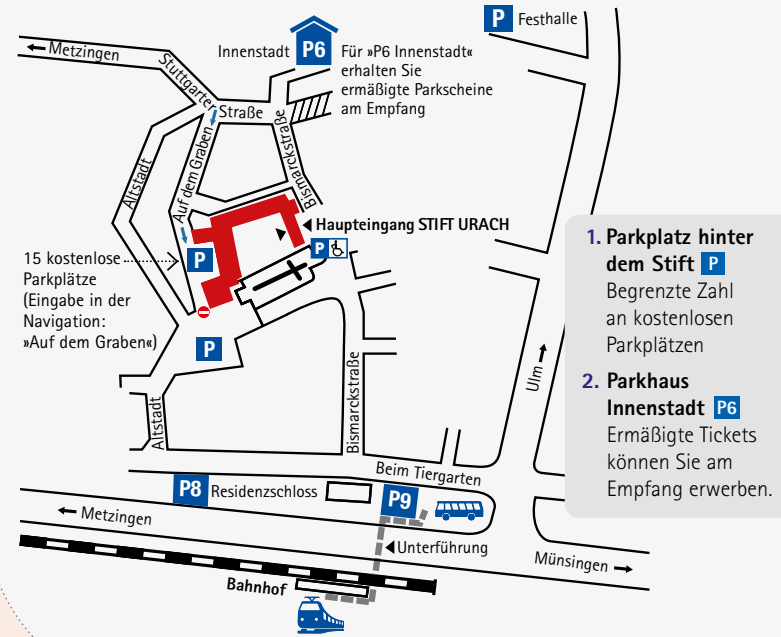 P Festhalle
← Metzingen
Innenstadt P6
Für »P6 Innenstadt«
erhalten Sie
ermäßigte Parkscheine
am Empfang
Stuttgarter Straße
Auf dem Graben
Bismarckstraße
Altstadt
Haupteingang STIFT URACH
P
15 kostenlose
Parkplätze
(Eingabe in der
Navigation:
»Auf dem Graben«)
P
P
1. Parkplatz hinter
dem Stift P
Begrenzte Zahl
an kostenlosen
Parkplätzen
2. Parkhaus
Innenstadt P6
Ermäßigte Tickets
können Sie am
Empfang erwerben.
Ulm →
Bismarckstraße
Altstadt
Beim Tiergarten
P8 Residenzschloss
P9
← Metzingen
Unterführung
Münsingen →
Bahnhof